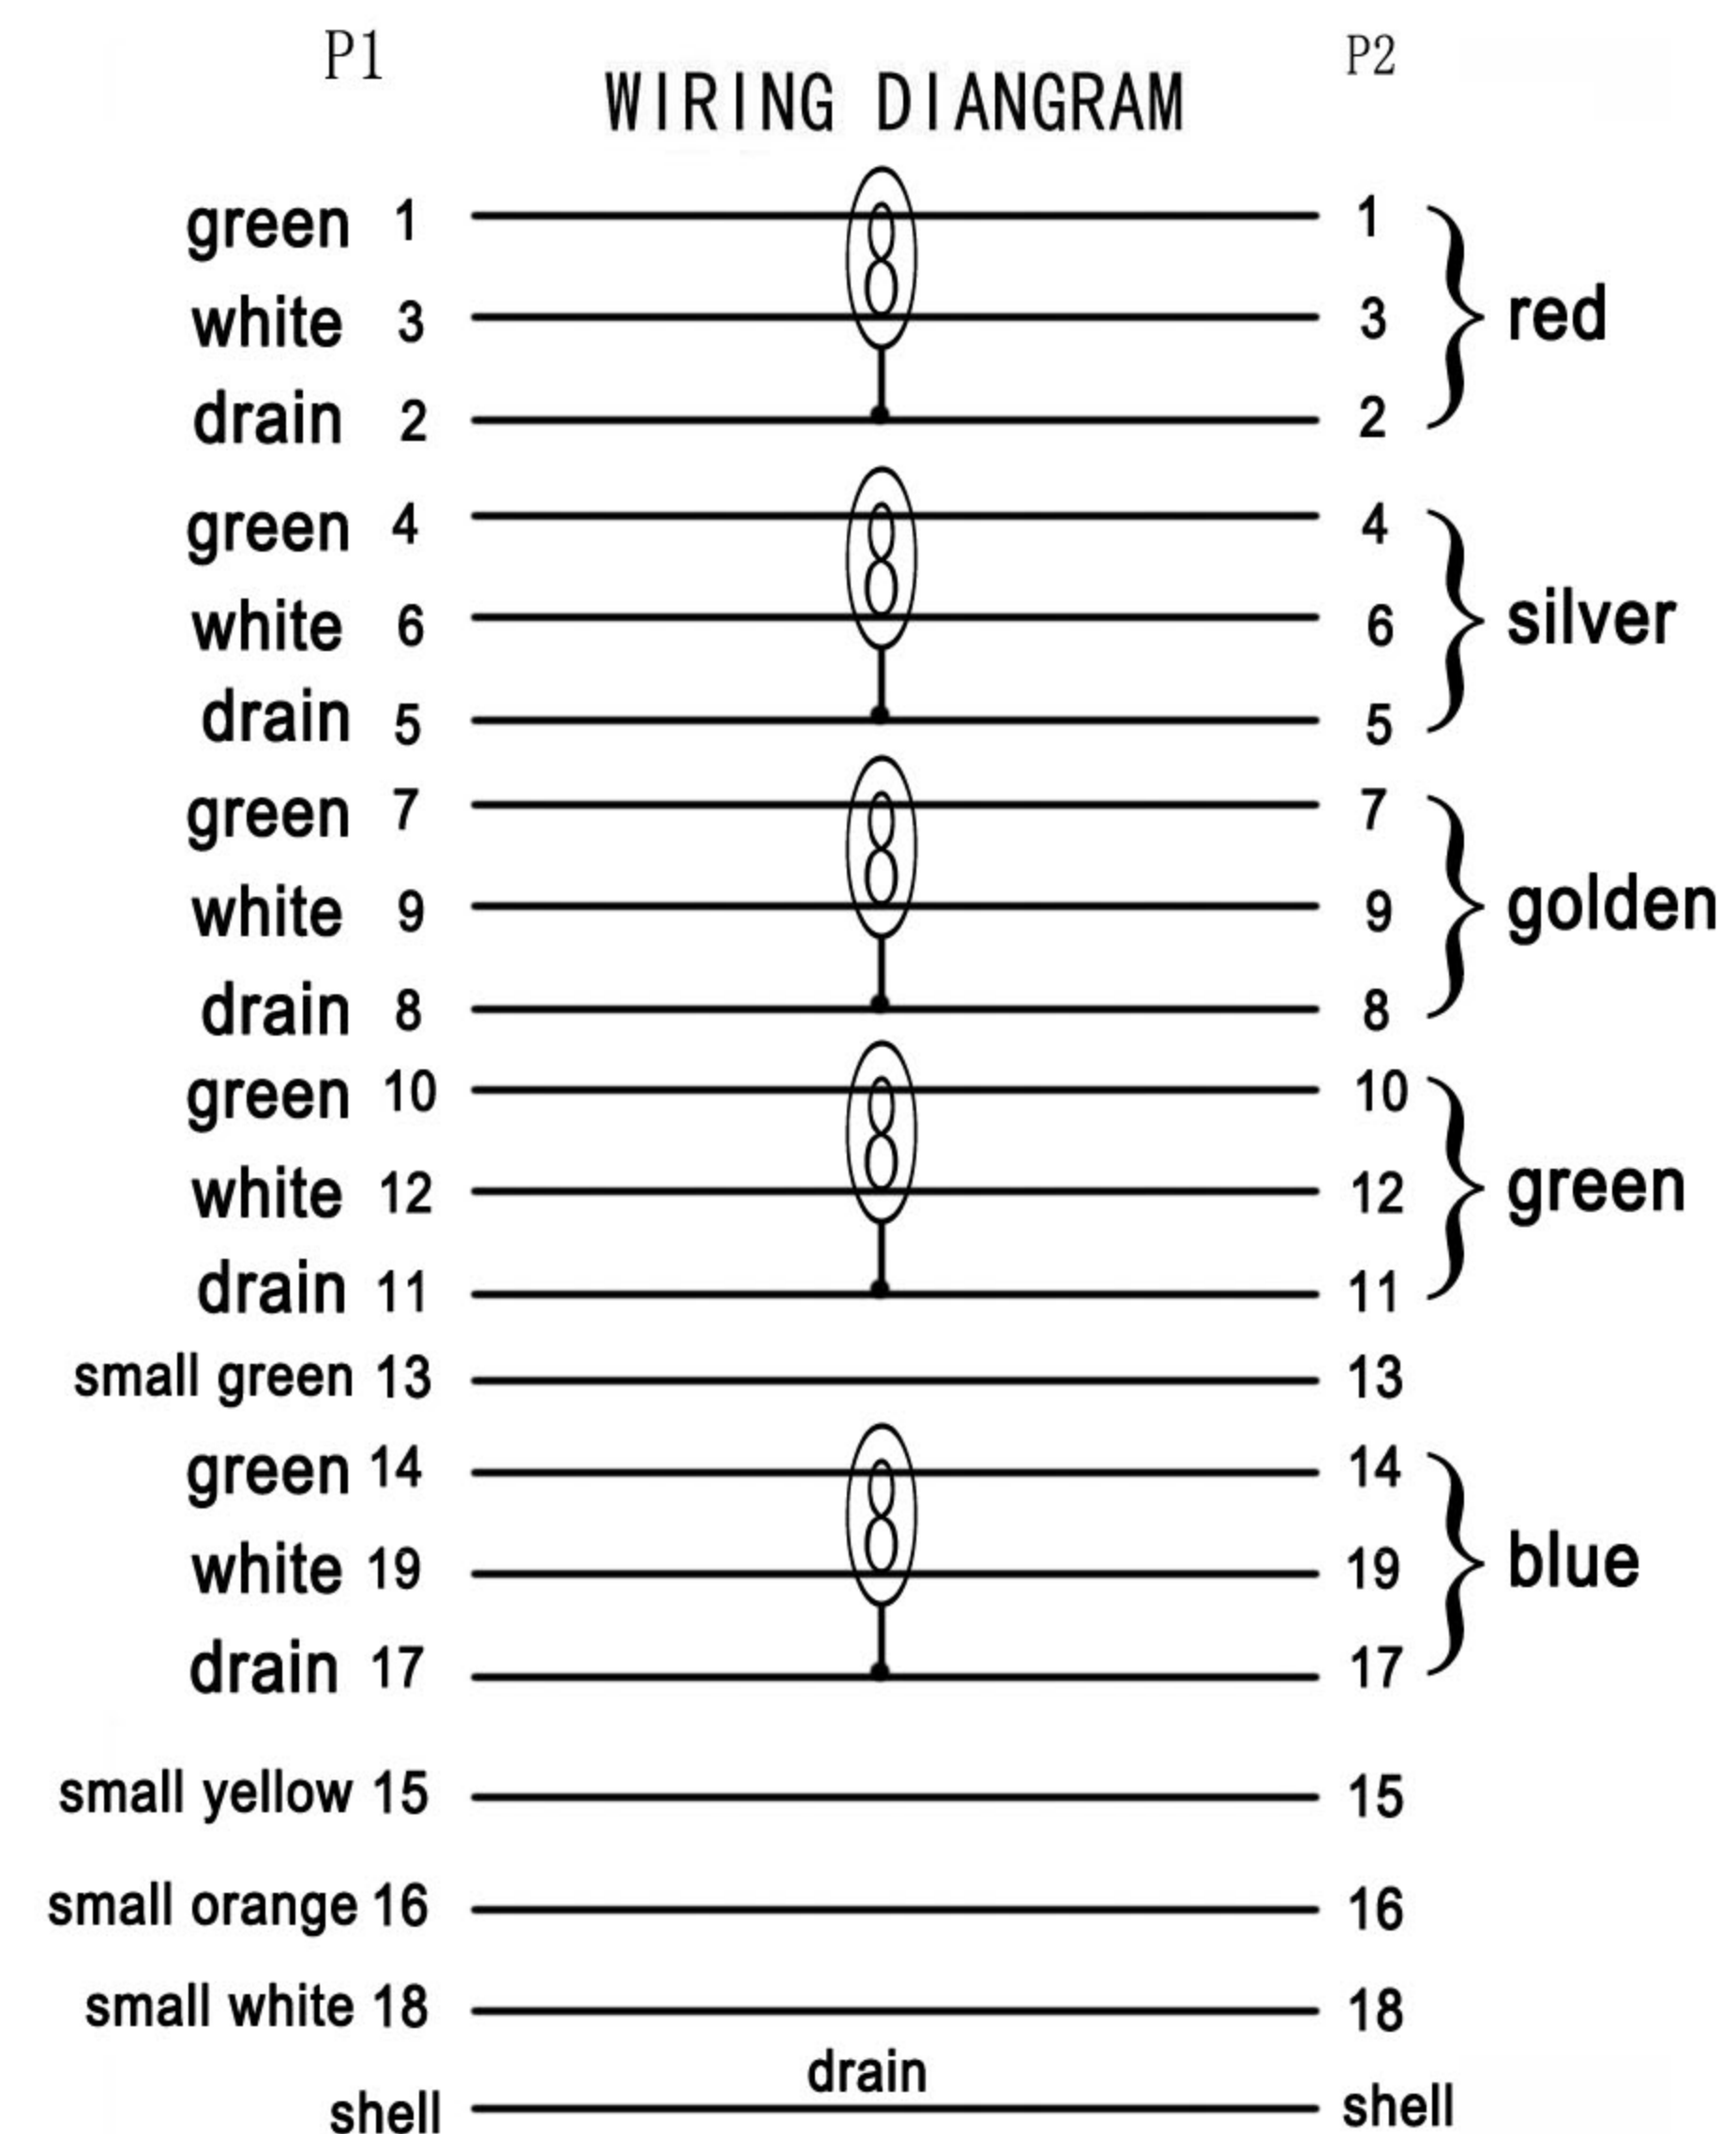 P1 P2
WIRING DIANGRAM
green 1 1
white 3 3 red
drain 2 2
green 4 4
white 6 6 silver
drain 5 5
green 7 7
white 9 9 golden
drain 8 8
green 10 10
white 12 12 green
drain 11 11
small green 13 13
green 14 14
white 19 19 blue
drain 17 17
small yellow 15 15
small orange 16 16
small white 18 18
drain
shell shell